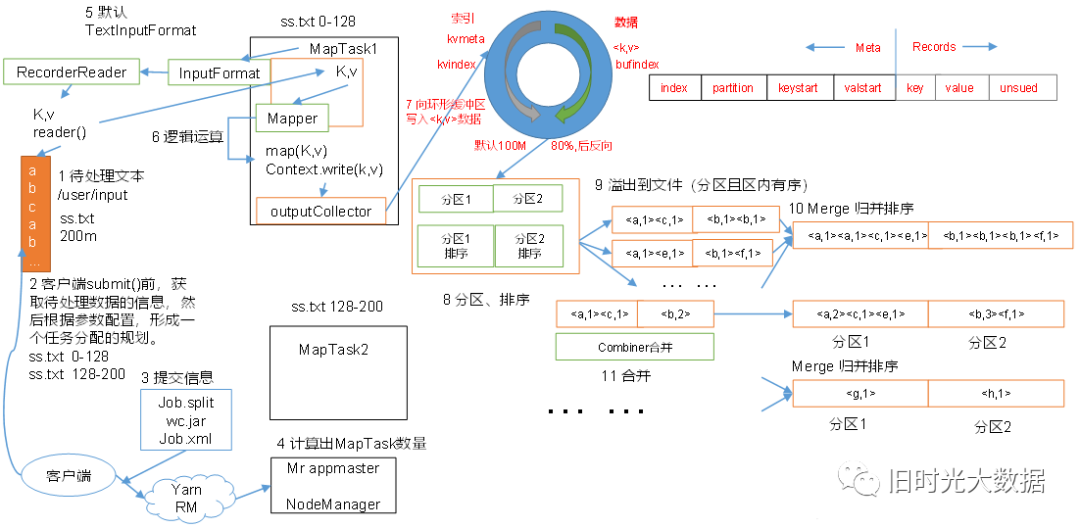 5 默认
TextInputFormat
ss.txt 0-128
MapTask1
RecorderReader
InputFormat
K,v
Mapper
K,v
reader()
6 逻辑运算
map(K,v)
Context.write(k,v)
outputCollector
a
b
c
a
b
...
1 待处理文本
/user/input
ss.txt
200m
2 客户端submit()前，获
取待处理数据的信息，然
后根据参数配置，形成一
个任务分配的规划。
ss.txt 0-128
ss.txt 128-200
3 提交信息
Job.split
wc.jar
Job.xml
客户端
Yarn
RM
4 计算出MapTask数量
Mr appmaster
NodeManager
ss.txt 128-200
MapTask2
索引
kvmeta
kvindex
数据
<k,v>
bufindex
7 向环形缓冲区
写入<k,v>数据
默认100M
80%,后反向
Meta
Records
index
partition
keystart
valstart
key
value
unsued
分区1
分区2
分区1
排序
分区2
排序
8 分区、排序
9 溢出到文件（分区且区内有序）
<a,1><c,1>
<b,1><b,1>
<a,1><e,1>
<b,1><f,1>
... ...
10 Merge 归并排序
<a,1><a,1><c,1><e,1>
<b,1><b,1><b,1><f,1>
<a,1><c,1>
<b,2>
Combiner合并
11 合并
<a,2><c,1><e,1>
<b,3><f,1>
分区1
分区2
Merge 归并排序
<g,1>
<h,1>
分区1
分区2
... ...
旧时光大数据